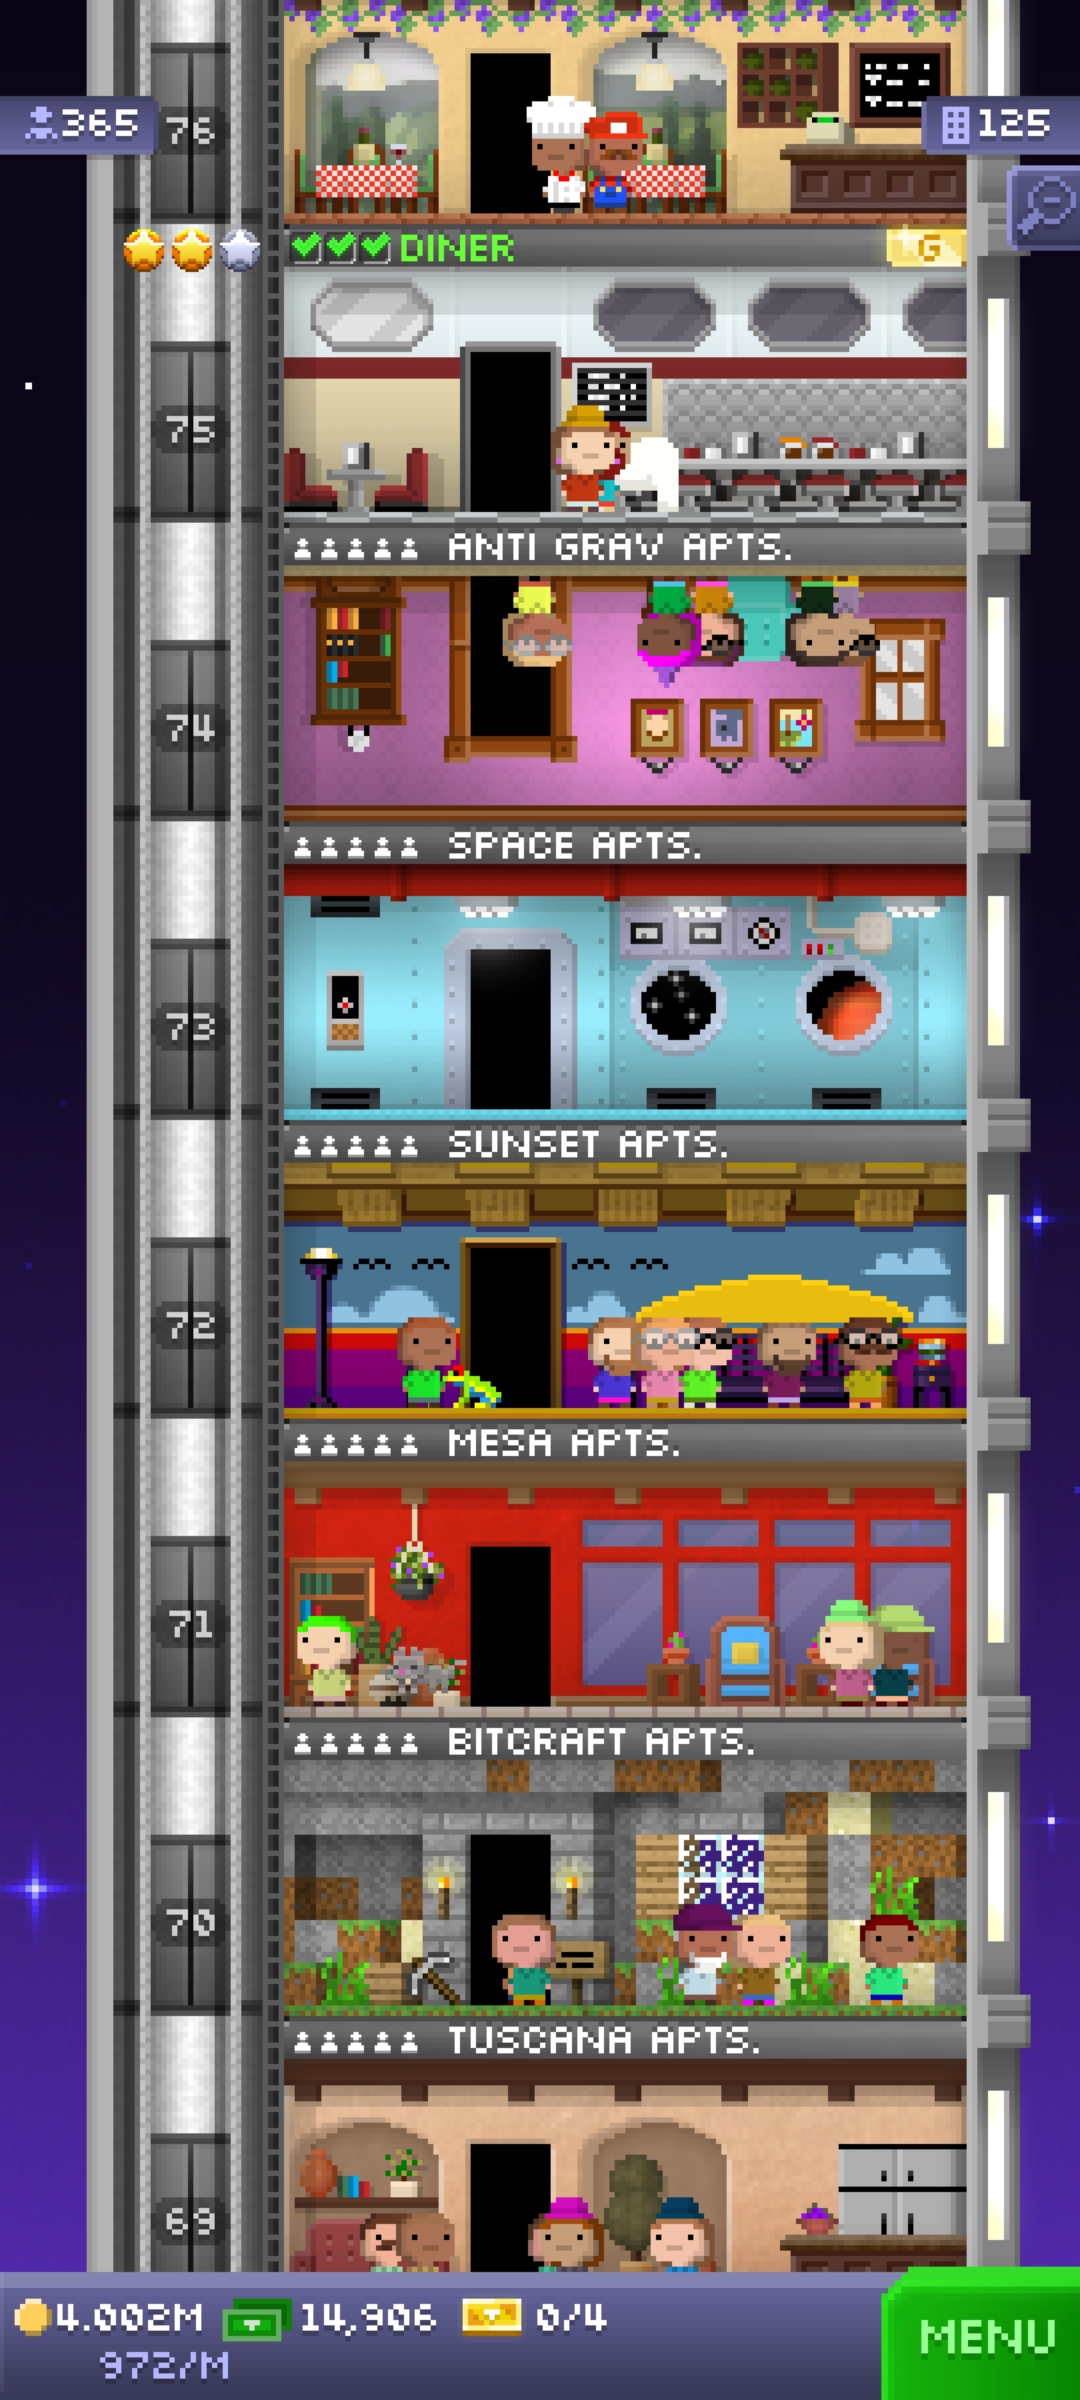 365
76
125
DINER
G
75
ANTI GRAV APTS.
74
SPACE APTS.
73
SUNSET APTS.
72
MESA APTS.
71
BITCRAFT APTS.
70
TUSCANA APTS.
69
4.002M 14,906 0/4
972/M
MENU